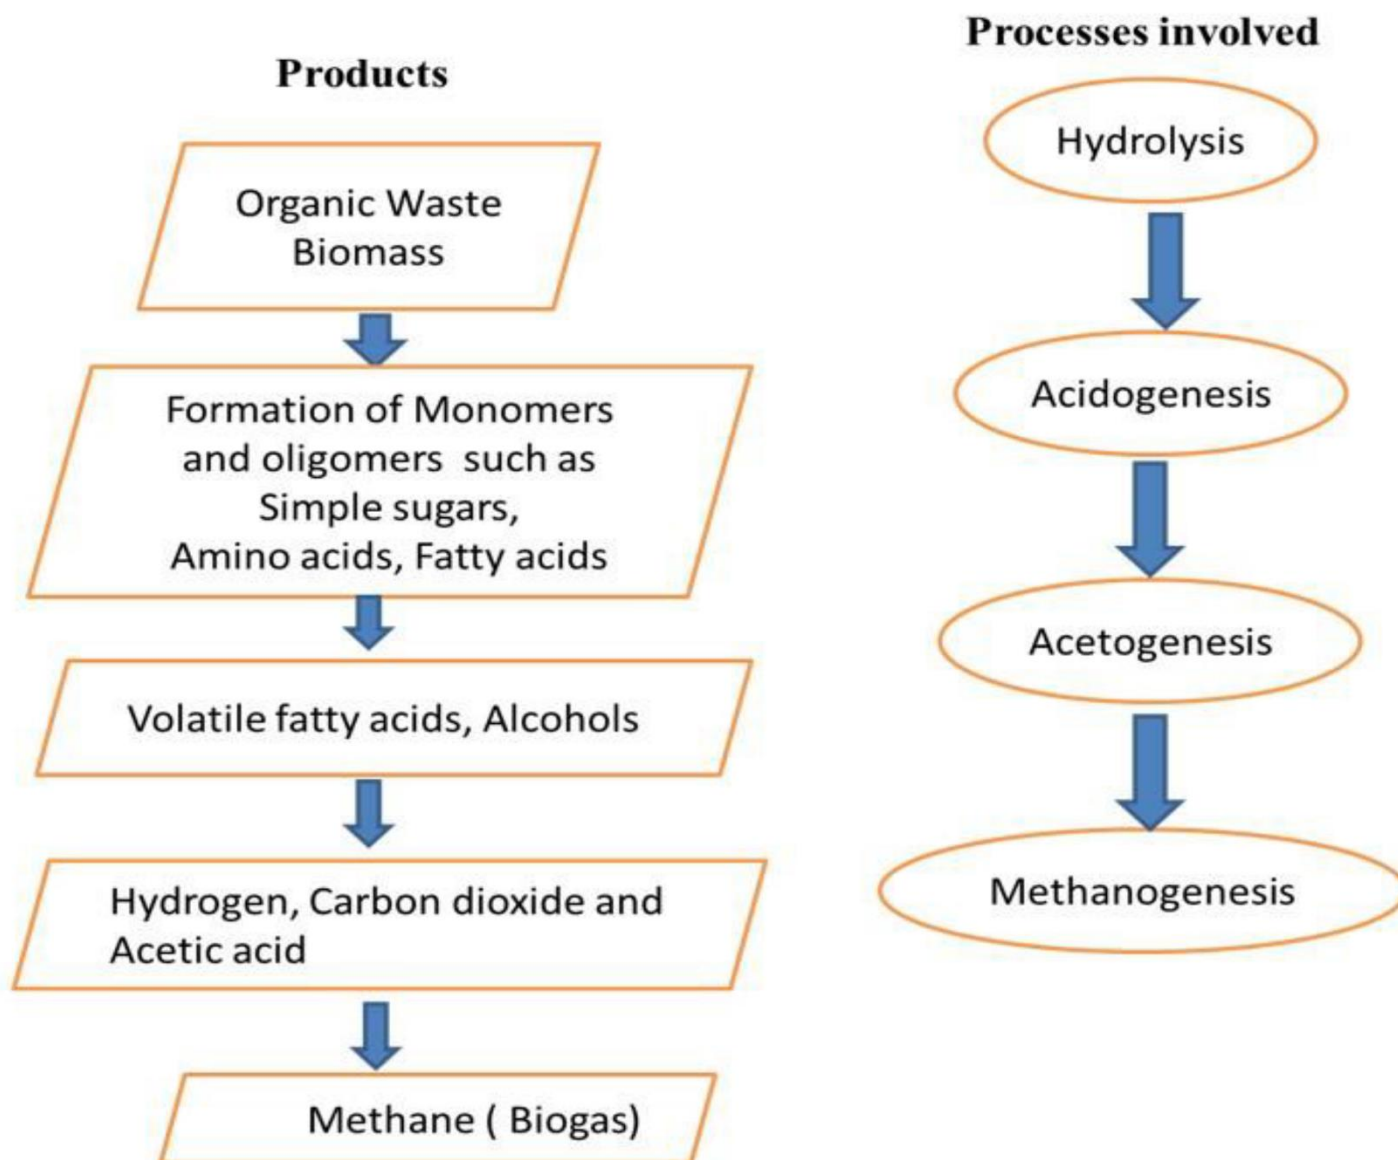 Products
Organic Waste
Biomass
Formation of Monomers
and oligomers such as
Simple sugars,
Amino acids, Fatty acids
Volatile fatty acids, Alcohols
Hydrogen, Carbon dioxide and
Acetic acid
Methane ( Biogas)
Processes involved
Hydrolysis
Acidogenesis
Acetogenesis
Methanogenesis